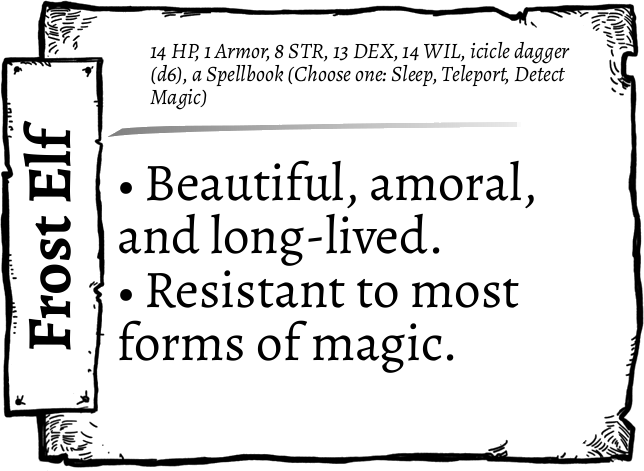 Frost Elf
14 HP, 1 Armor, 8 STR, 13 DEX, 14 WIL, icicle dagger
(d6), a Spellbook (Choose one: Sleep, Teleport, Detect
Magic)
• Beautiful, amoral,
and long-lived.
• Resistant to most
forms of magic.